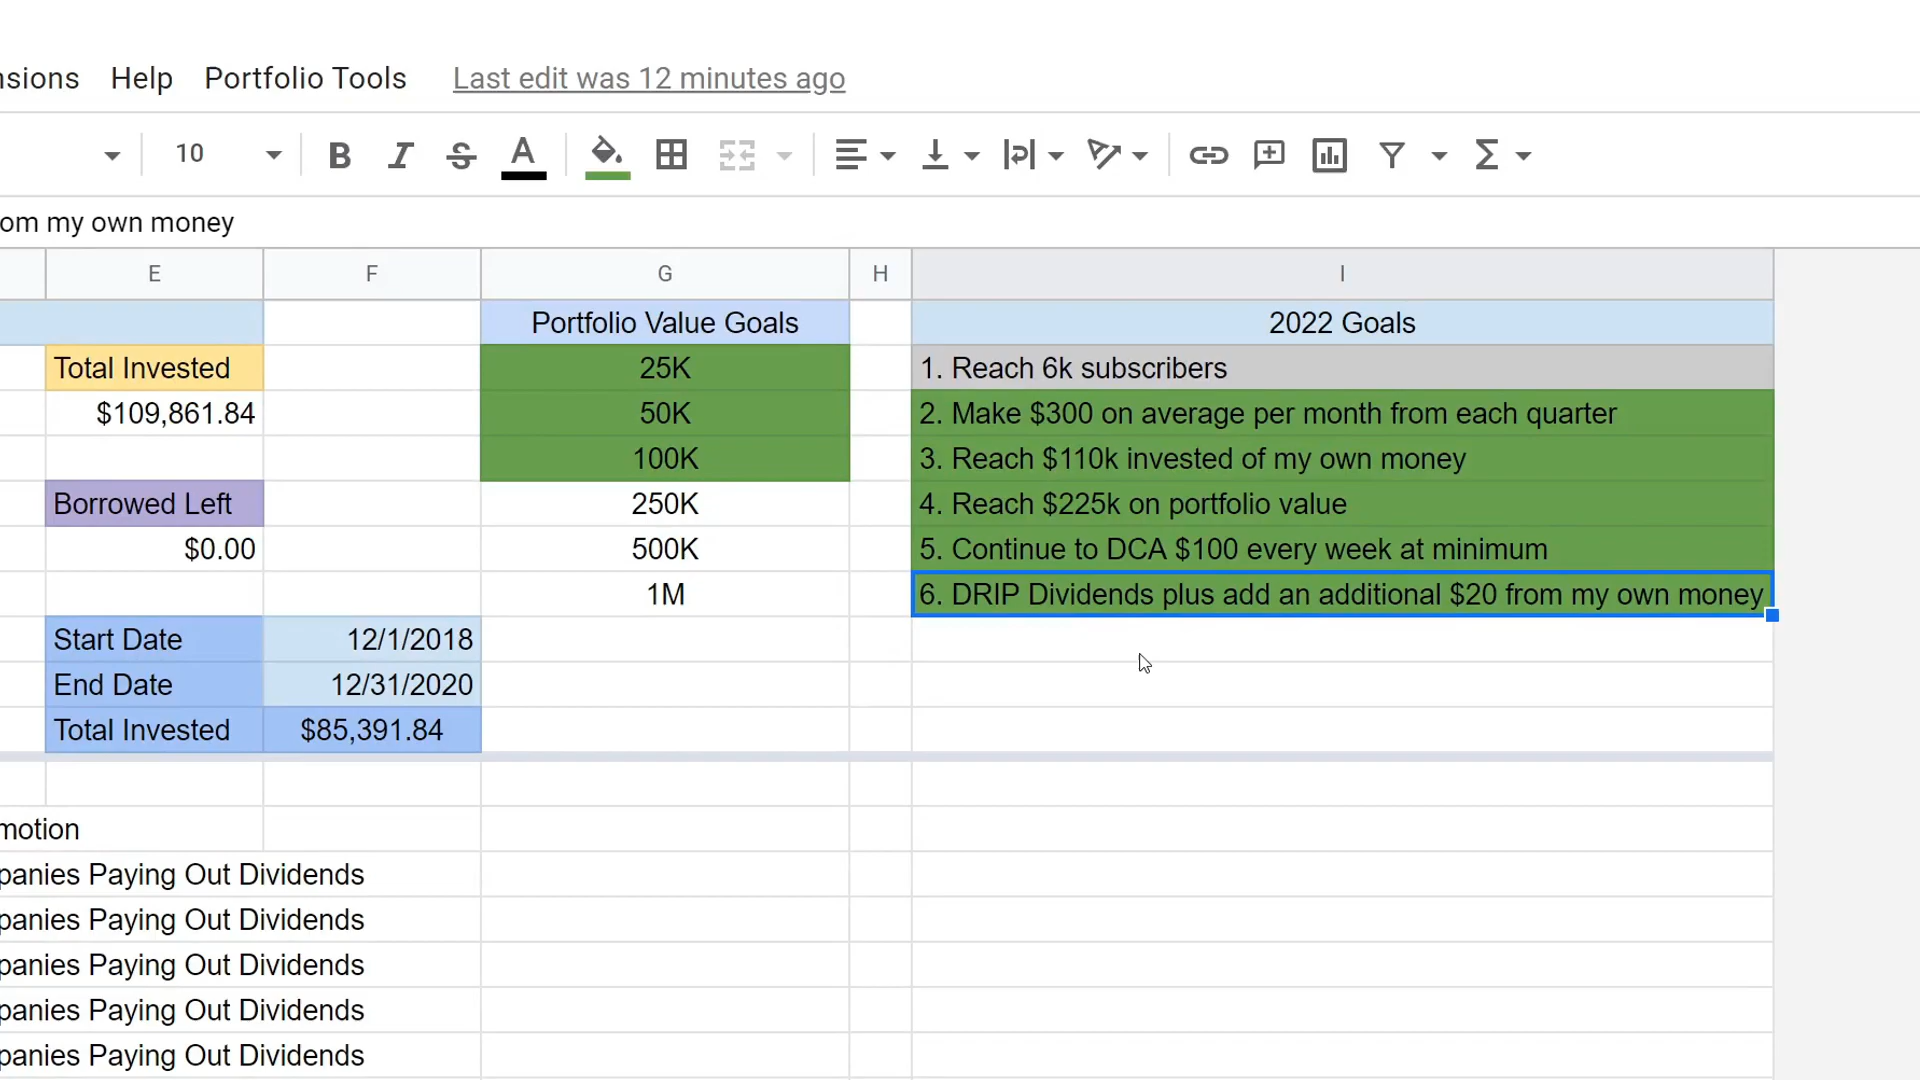 nsions Help Portfolio Tools Last edit was 12 minutes ago
10 B I S A
om my own money
E F G H I
Portfolio Value Goals 2022 Goals
Total Invested 25K 1. Reach 6k subscribers
$109,861.84 50K 2. Make $300 on average per month from each quarter
100K 3. Reach $110k invested of my own money
Borrowed Left 250K 4. Reach $225k on portfolio value
$0.00 500K 5. Continue to DCA $100 every week at minimum
1M 6. DRIP Dividends plus add an additional $20 from my own money
Start Date 12/1/2018
End Date 12/31/2020
Total Invested $85,391.84
motion
panies Paying Out Dividends
panies Paying Out Dividends
panies Paying Out Dividends
panies Paying Out Dividends
panies Paying Out Dividends